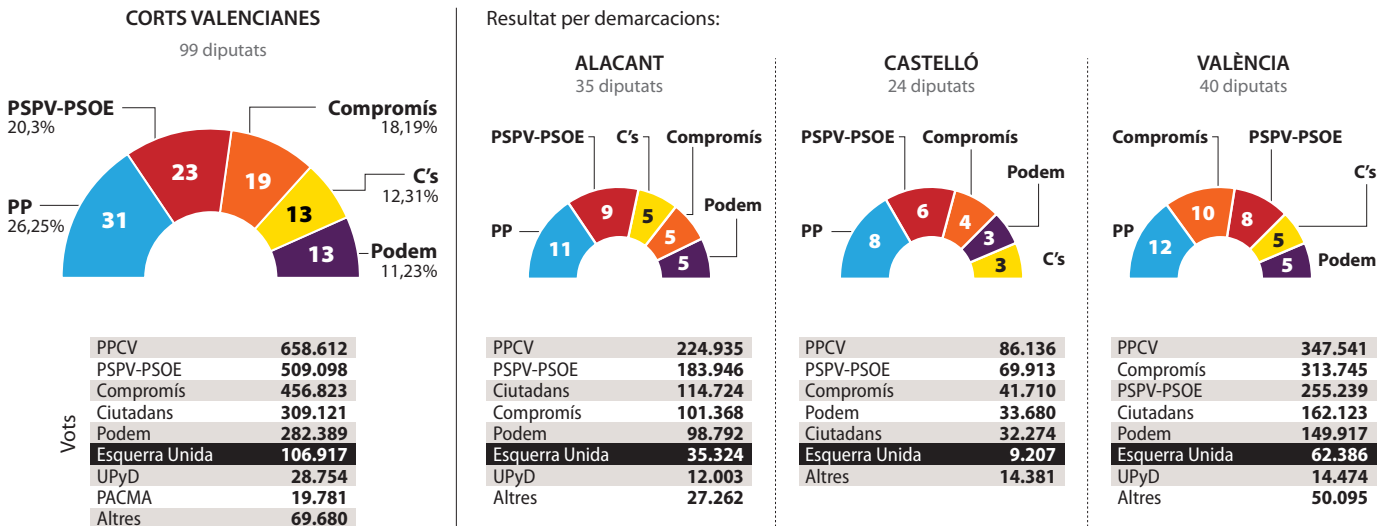 CORTS VALENCIANES
99 diputats
PSPV-PSOE
20,3%
Compromís
18,19%
C's
12,31%
PP
26,25%
Podem
11,23%
31
23
19
13
13
Vots
PPCV 658.612
PSPV-PSOE 509.098
Compromís 456.823
Ciutadans 309.121
Podem 282.389
Esquerra Unida 106.917
UPyD 28.754
PACMA 19.781
Altres 69.680
Resultat per demarcacions:
ALACANT
35 diputats
PSPV-PSOE
C's
Compromís
Podem
PP
11
9
5
5
5
PPCV 224.935
PSPV-PSOE 183.946
Ciutadans 114.724
Compromís 101.368
Podem 98.792
Esquerra Unida 35.324
UPyD 12.003
Altres 27.262
CASTELLÓ
24 diputats
PSPV-PSOE
Compromís
Podem
PP
C's
8
6
4
3
3
PPCV 86.136
PSPV-PSOE 69.913
Compromís 41.710
Podem 33.680
Ciutadans 32.274
Esquerra Unida 9.207
Altres 14.381
VALÈNCIA
40 diputats
Compromís
PSPV-PSOE
C's
PP
Podem
12
10
8
5
5
PPCV 347.541
Compromís 313.745
PSPV-PSOE 255.239
Ciutadans 162.123
Podem 149.917
Esquerra Unida 62.386
UPyD 14.474
Altres 50.095